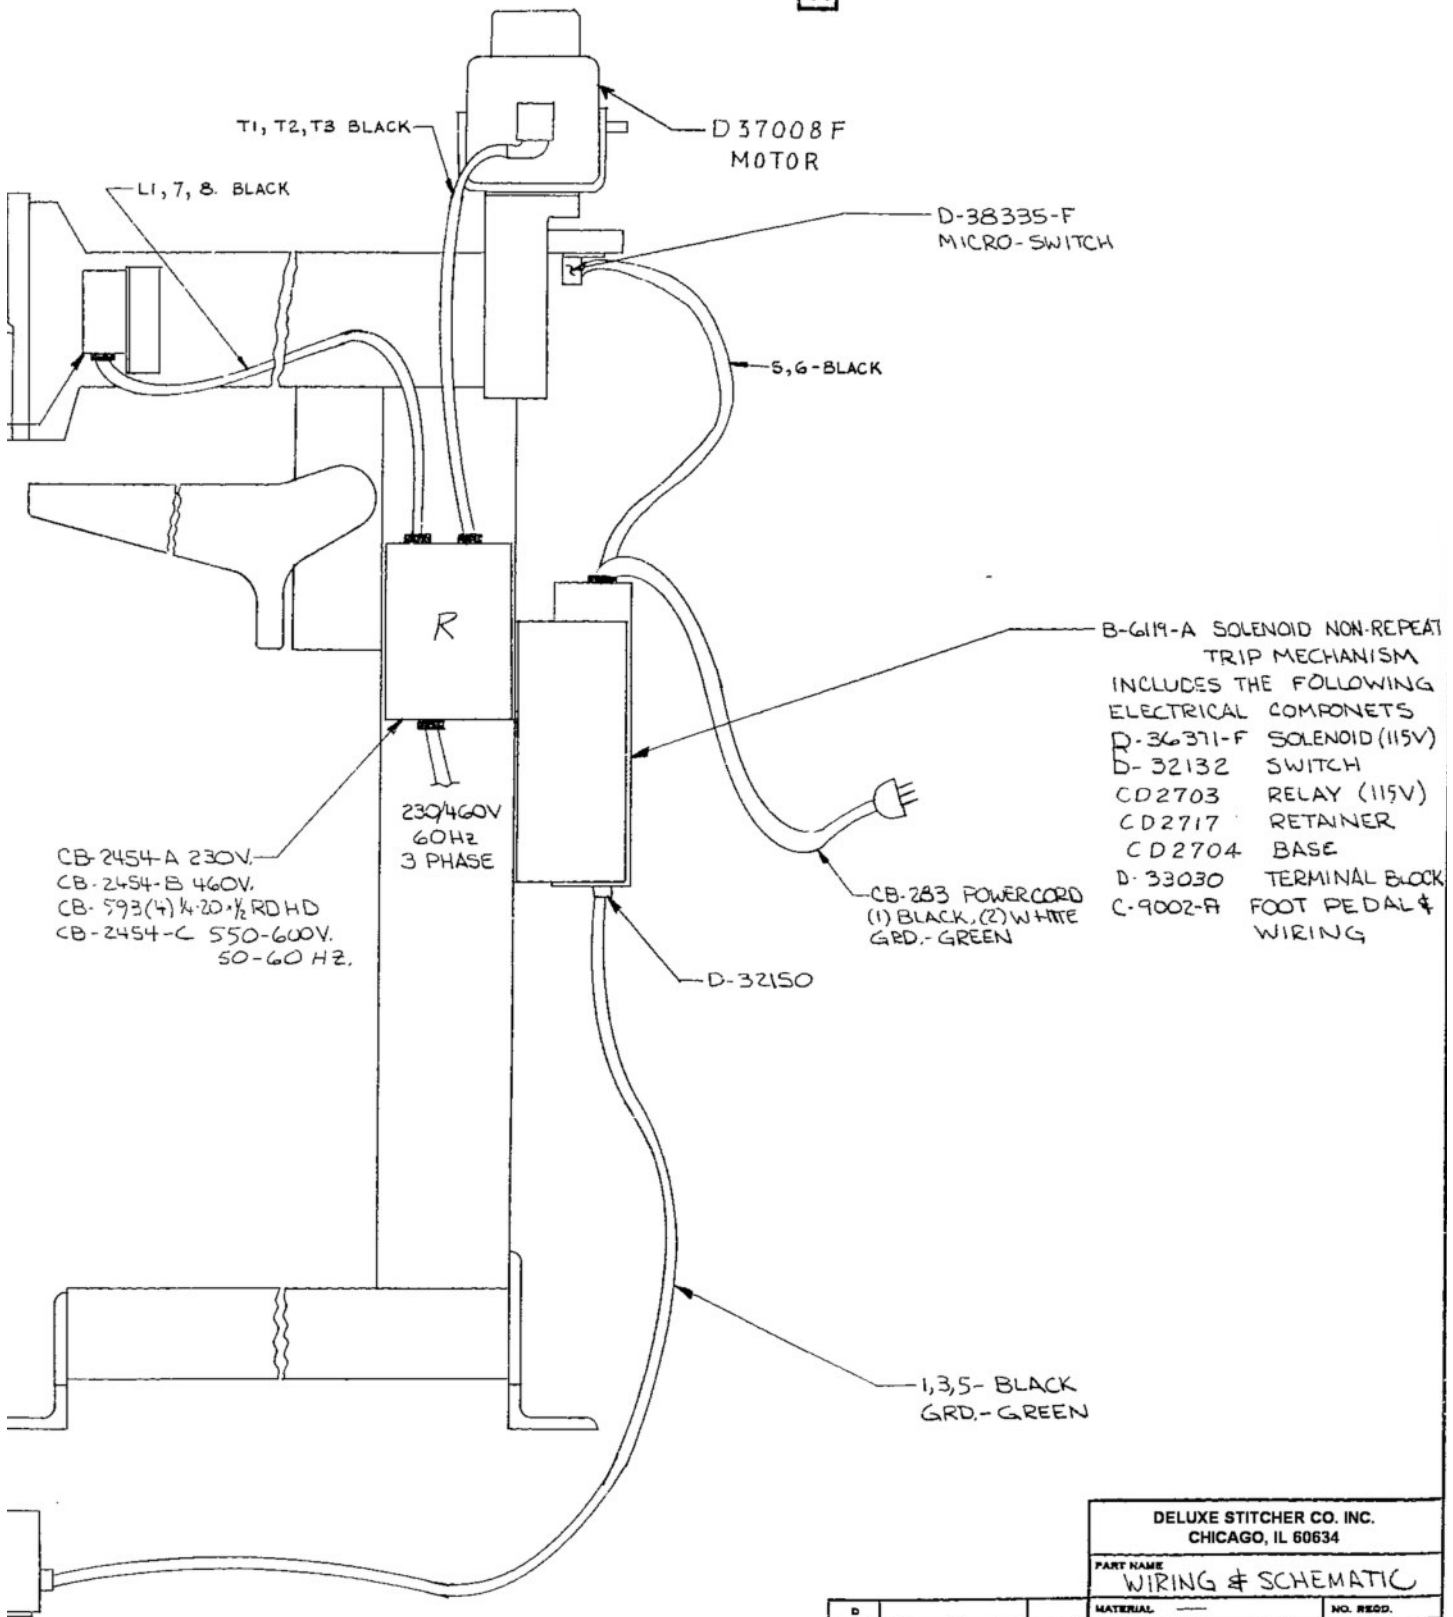 T1, T2, T3 BLACK
D37008F
MOTOR
L1, 7, 8. BLACK
D-38335-F
MICRO-SWITCH
5,6-BLACK
R
B-6119-A SOLENOID NON-REPEAT
TRIP MECHANISM
INCLUDES THE FOLLOWING
ELECTRICAL COMPONETS
D-36371-F SOLENOID (115V)
D-32132 SWITCH
CD2703 RELAY (115V)
CD2717 RETAINER
CD2704 BASE
D-33030 TERMINAL BLOCK
C-9002-A FOOT PEDAL &
WIRING
230/460V
60HZ
3 PHASE
CB-2454-A 230V.
CB-2454-B 460V.
CB-593(4) 1/4-20x1/2 RD HD
CB-2454-C 550-600V.
50-60 HZ.
CB-283 POWERCORD
(1) BLACK, (2) WHITE
GRD.-GREEN
D-32150
1,3,5- BLACK
GRD.-GREEN
DELUXE STITCHER CO. INC.
CHICAGO, IL 60634
PART NAME
WIRING & SCHEMATIC
D
MATERIAL
NO. REQD.